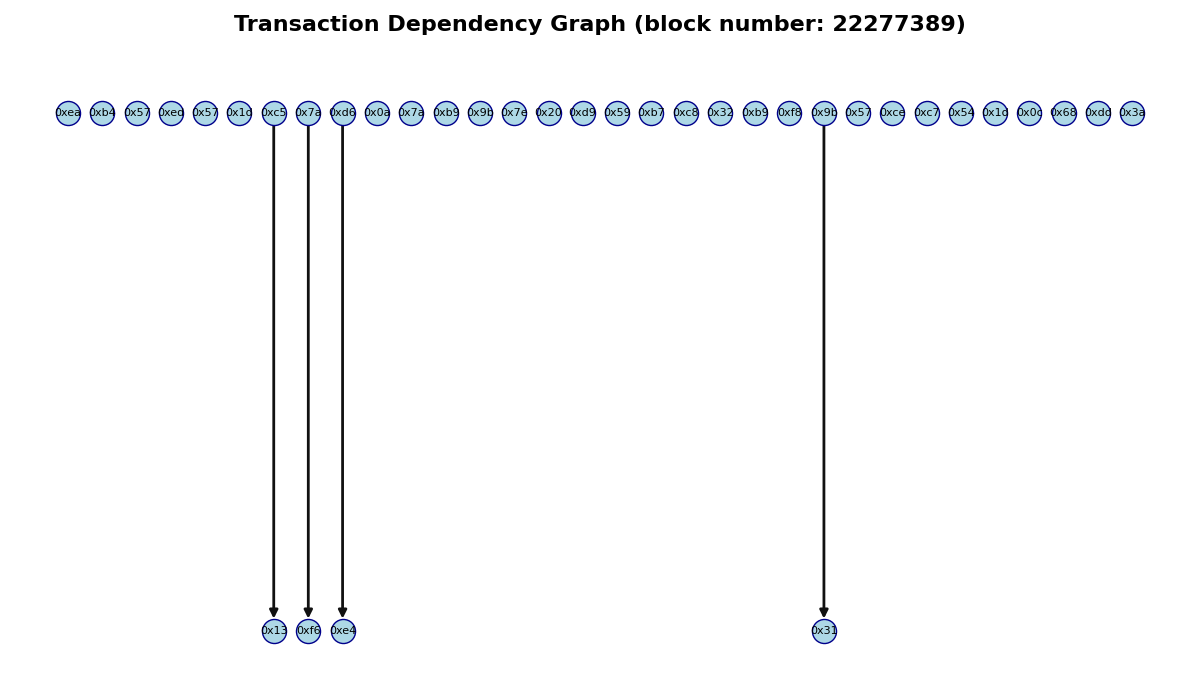 Transaction Dependency Graph (block number: 22277389)
0xea 0xb4 0x57 0xed 0x57 0x1d 0xc5 0x7a 0xd6 0x0a 0x7a 0xb9 0x9b 0x7e 0x20 0xd9 0x59 0xb7 0xc8 0x32 0xb9 0xf8 0x9b 0x57 0xce 0xc7 0x54 0x1d 0x0c 0x68 0xdd 0x3a
0x13 0xf6 0xe4 0x31